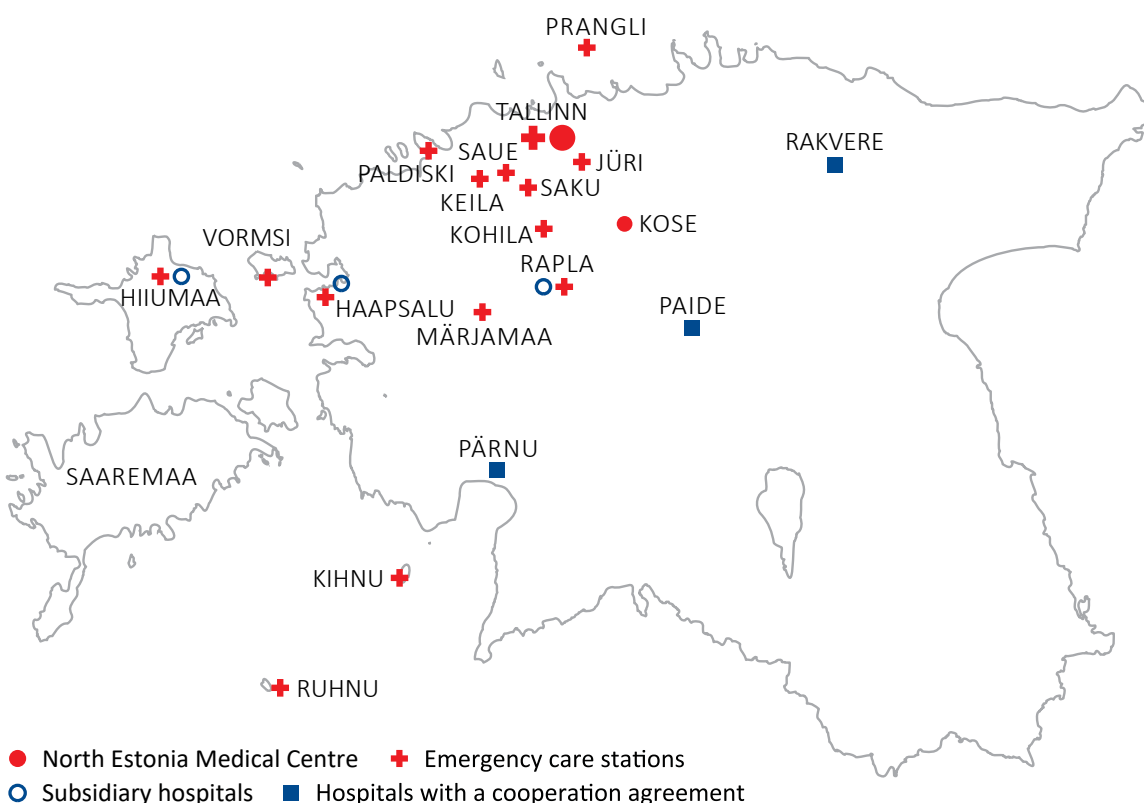 PRANGLI
TALLINN
RAKVERE
SAUE
JÜRI
PALDISKI
SAKU
KEILA
KOSE
KOHILA
VORMSI
RAPLA
HIIUMAA
HAAPSALU
PAIDE
MÄRJAMAA
PÄRNU
SAAREMAA
KIHNU
RUHNU
North Estonia Medical Centre
Emergency care stations
Subsidiary hospitals
Hospitals with a cooperation agreement